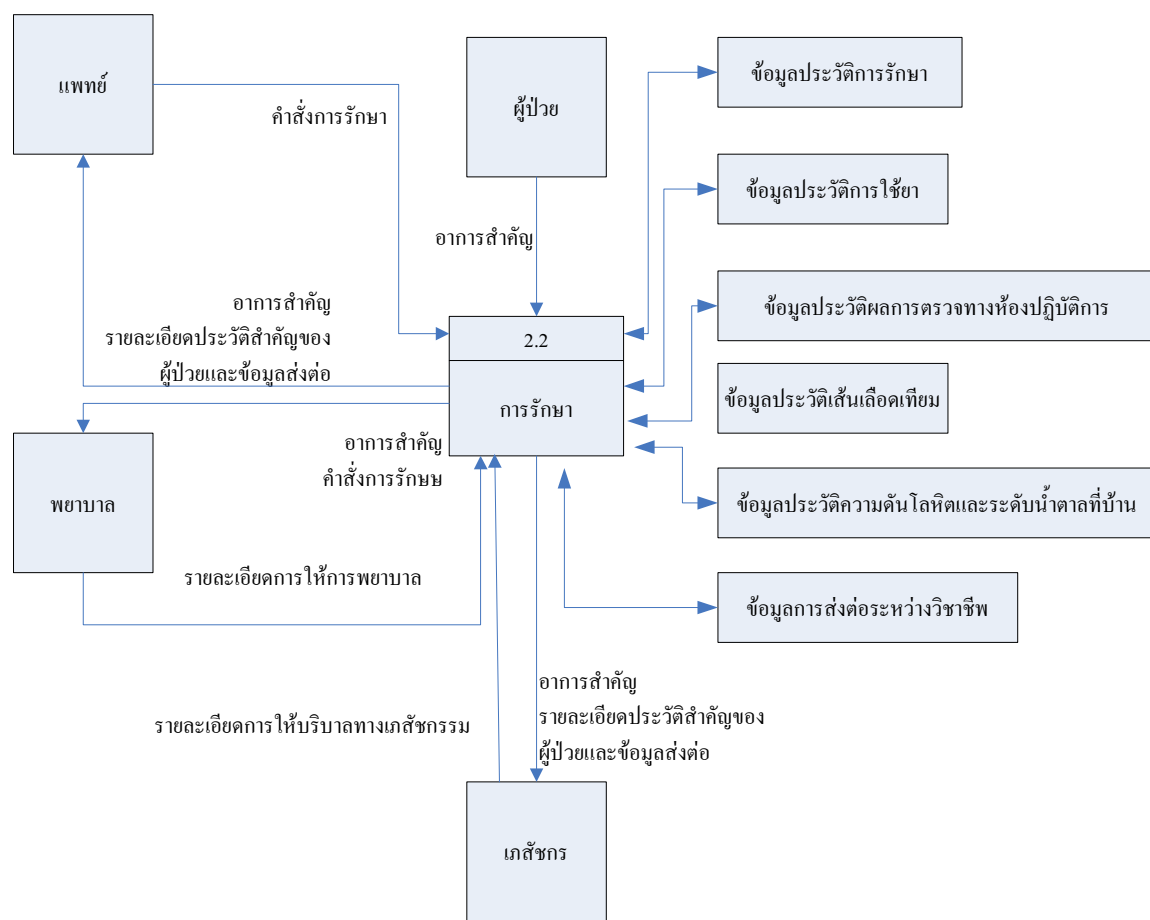 แพทย์
คำสั่งการรักษา
ผู้ป่วย
อาการสำคัญ
ข้อมูลประวัติการรักษา
ข้อมูลประวัติการใช้ยา
ข้อมูลประวัติผลการตรวจทางห้องปฏิบัติการ
ข้อมูลประวัติเส้นเลือดเทียม
ข้อมูลประวัติความดันโลหิตและระดับน้ำตาลที่บ้าน
ข้อมูลการส่งต่อระหว่างวิชาชีพ
อาการสำคัญ
รายละเอียดประวัติสำคัญของ
ผู้ป่วยและข้อมูลส่งต่อ
2.2
การรักษา
อาการสำคัญ
คำสั่งการรักษษ
พยาบาล
รายละเอียดการให้การพยาบาล
รายละเอียดการให้บริบาลทางเภสัชกรรม
อาการสำคัญ
รายละเอียดประวัติสำคัญของ
ผู้ป่วยและข้อมูลส่งต่อ
เภสัชกร